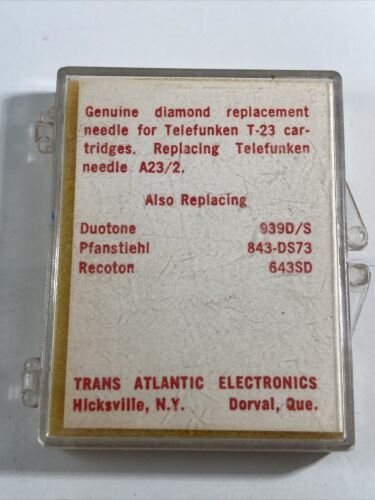 Genuine diamond replacement
needle for Telefunken T-23 car-
tridges. Replacing Telefunken
needle A23/2.
Also Replacing
Duotone 939D/S
Pfanstiehl 843-DS73
Recoton 643SD
TRANS ATLANTIC ELECTRONICS
Hicksville, N.Y. Dorval, Que.